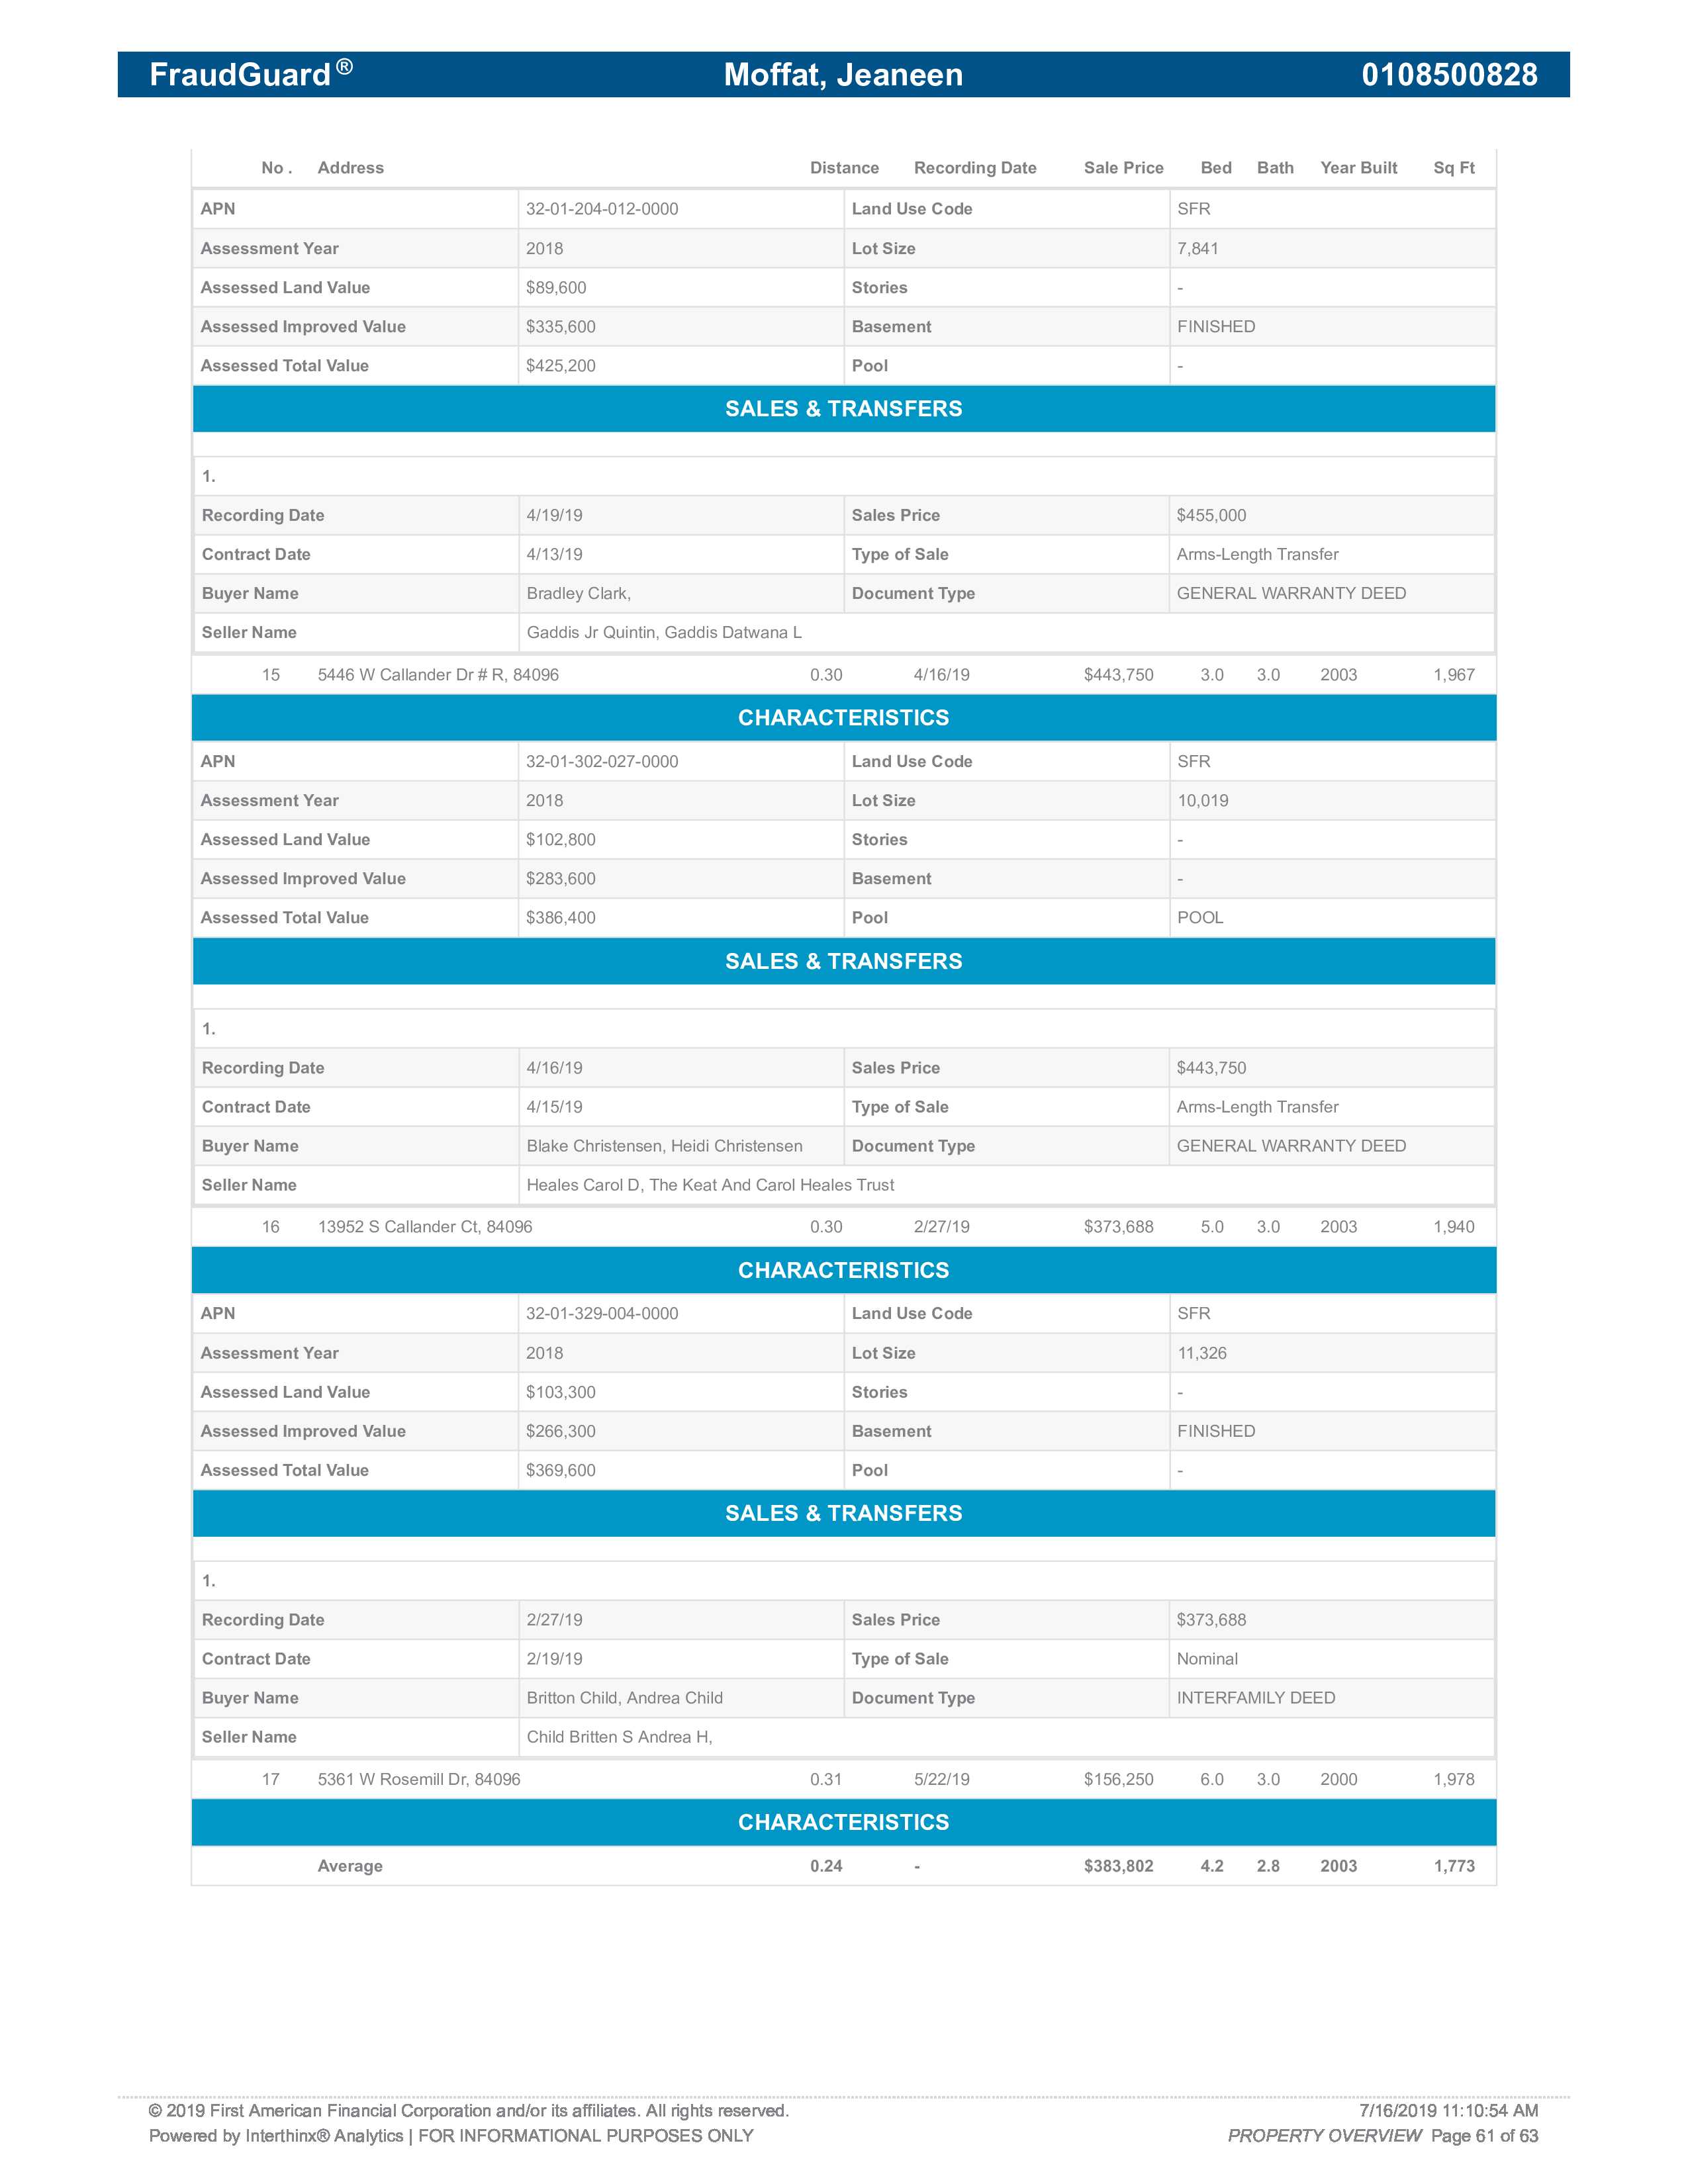 FraudGuard® Moffat, Jeaneen 0108500828
No . Address Distance Recording Date Sale Price Bed Bath Year Built Sq Ft
APN 32-01-204-012-0000 Land Use Code SFR
Assessment Year 2018 Lot Size 7,841
Assessed Land Value $89,600 Stories -
Assessed Improved Value $335,600 Basement FINISHED
Assessed Total Value $425,200 Pool -
SALES & TRANSFERS
1.
Recording Date 4/19/19 Sales Price $455,000
Contract Date 4/13/19 Type of Sale Arms-Length Transfer
Buyer Name Bradley Clark, Document Type GENERAL WARRANTY DEED
Seller Name Gaddis Jr Quintin, Gaddis Datwana L
15 5446 W Callander Dr # R, 84096 0.30 4/16/19 $443,750 3.0 3.0 2003 1,967
CHARACTERISTICS
APN 32-01-302-027-0000 Land Use Code SFR
Assessment Year 2018 Lot Size 10,019
Assessed Land Value $102,800 Stories -
Assessed Improved Value $283,600 Basement -
Assessed Total Value $386,400 Pool POOL
SALES & TRANSFERS
1.
Recording Date 4/16/19 Sales Price $443,750
Contract Date 4/15/19 Type of Sale Arms-Length Transfer
Buyer Name Blake Christensen, Heidi Christensen Document Type GENERAL WARRANTY DEED
Seller Name Heales Carol D, The Keat And Carol Heales Trust
16 13952 S Callander Ct, 84096 0.30 2/27/19 $373,688 5.0 3.0 2003 1,940
CHARACTERISTICS
APN 32-01-329-004-0000 Land Use Code SFR
Assessment Year 2018 Lot Size 11,326
Assessed Land Value $103,300 Stories -
Assessed Improved Value $266,300 Basement FINISHED
Assessed Total Value $369,600 Pool -
SALES & TRANSFERS
1.
Recording Date 2/27/19 Sales Price $373,688
Contract Date 2/19/19 Type of Sale Nominal
Buyer Name Britton Child, Andrea Child Document Type INTERFAMILY DEED
Seller Name Child Britten S Andrea H,
17 5361 W Rosemill Dr, 84096 0.31 5/22/19 $156,250 6.0 3.0 2000 1,978
CHARACTERISTICS
Average 0.24 - $383,802 4.2 2.8 2003 1,773
© 2019 First American Financial Corporation and/or its affiliates. All rights reserved. 7/16/2019 11:10:54 AM
Powered by Interthinx® Analytics | FOR INFORMATIONAL PURPOSES ONLY PROPERTY OVERVIEW Page 61 of 63